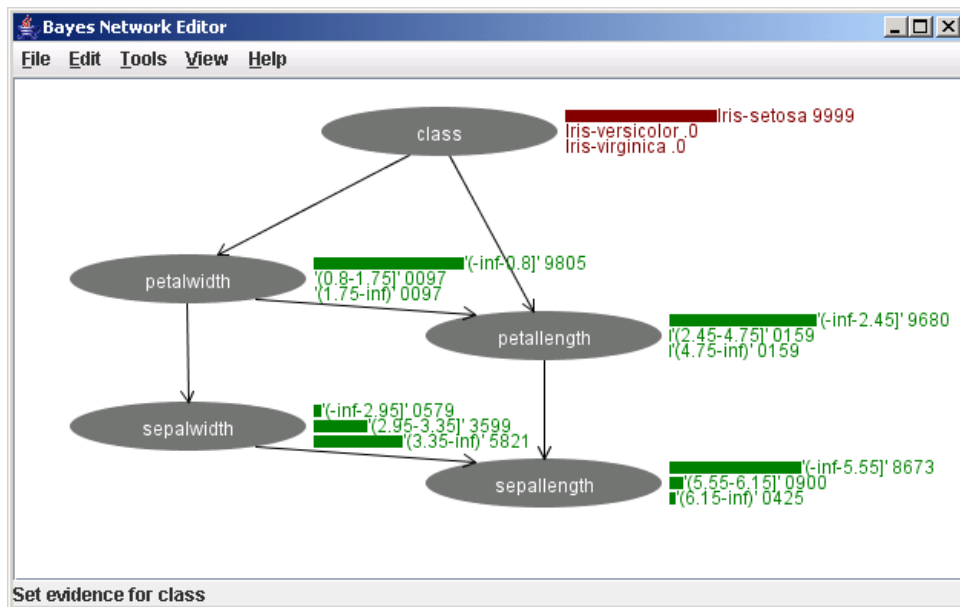 Bayes Network Editor
File Edit Tools View Help
class
Iris-setosa 9999
Iris-versicolor .0
Iris-virginica .0
petalwidth
'(-inf-0.8]' 9805
'(0.8-1.75]' 0097
'(1.75-inf)' 0097
petallength
'(-inf-2.45]' 9680
'(2.45-4.75]' 0159
'(4.75-inf)' 0159
sepalwidth
'(-inf-2.95]' 0579
'(2.95-3.35]' 3599
'(3.35-inf)' 5821
sepallength
'(-inf-5.55]' 8673
'(5.55-6.15]' 0900
'(6.15-inf)' 0425
Set evidence for class